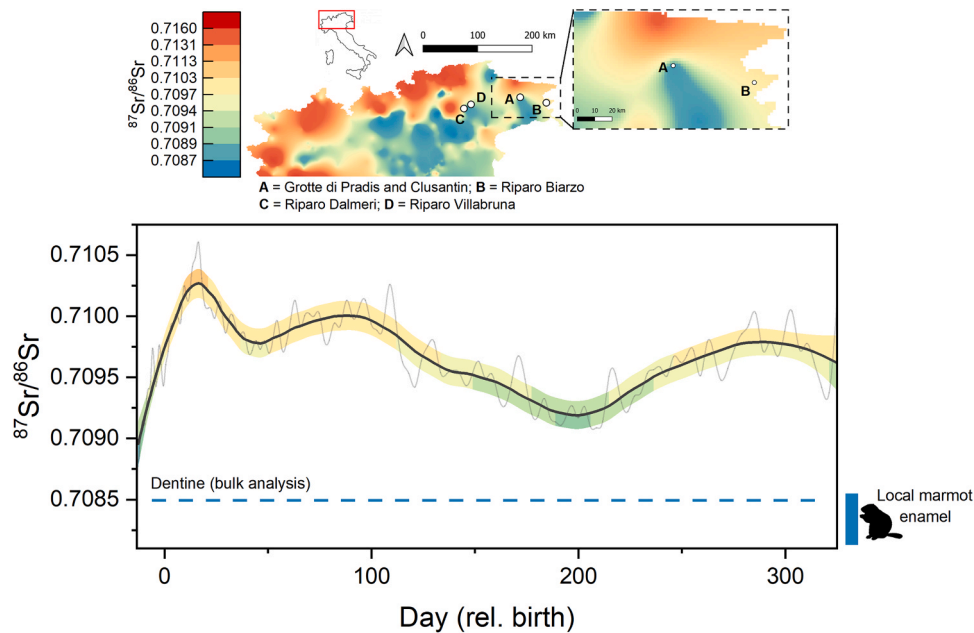 ⁸⁷Sr/⁸⁶Sr
0.7160
0.7131
0.7113
0.7103
0.7097
0.7094
0.7091
0.7089
0.7087
0 100 200 km
A
B
C
D
A
B
0 10 20 km
A = Grotte di Pradis and Clusantin; B = Riparo Biarzo
C = Riparo Dalmeri; D = Riparo Villabruna
⁸⁷Sr/⁸⁶Sr
0.7105
0.7100
0.7095
0.7090
0.7085
Dentine (bulk analysis)
Local marmot
enamel
0 100 200 300
Day (rel. birth)